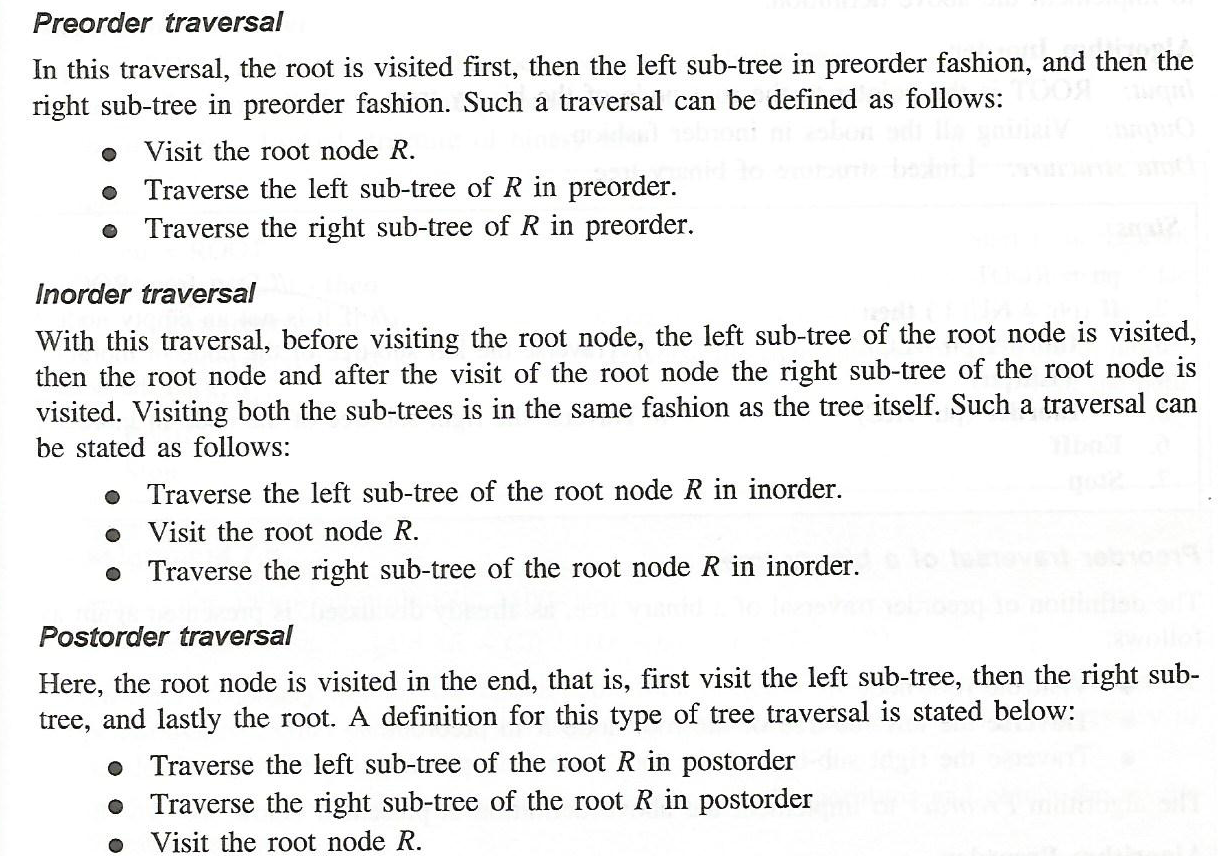 Preorder traversal
In this traversal, the root is visited first, then the left sub-tree in preorder fashion, and then the
right sub-tree in preorder fashion. Such a traversal can be defined as follows:
● Visit the root node R.
● Traverse the left sub-tree of R in preorder.
● Traverse the right sub-tree of R in preorder.
Inorder traversal
With this traversal, before visiting the root node, the left sub-tree of the root node is visited,
then the root node and after the visit of the root node the right sub-tree of the root node is
visited. Visiting both the sub-trees is in the same fashion as the tree itself. Such a traversal can
be stated as follows:
● Traverse the left sub-tree of the root node R in inorder.
● Visit the root node R.
● Traverse the right sub-tree of the root node R in inorder.
Postorder traversal
Here, the root node is visited in the end, that is, first visit the left sub-tree, then the right sub-
tree, and lastly the root. A definition for this type of tree traversal is stated below:
● Traverse the left sub-tree of the root R in postorder
● Traverse the right sub-tree of the root R in postorder
● Visit the root node R.